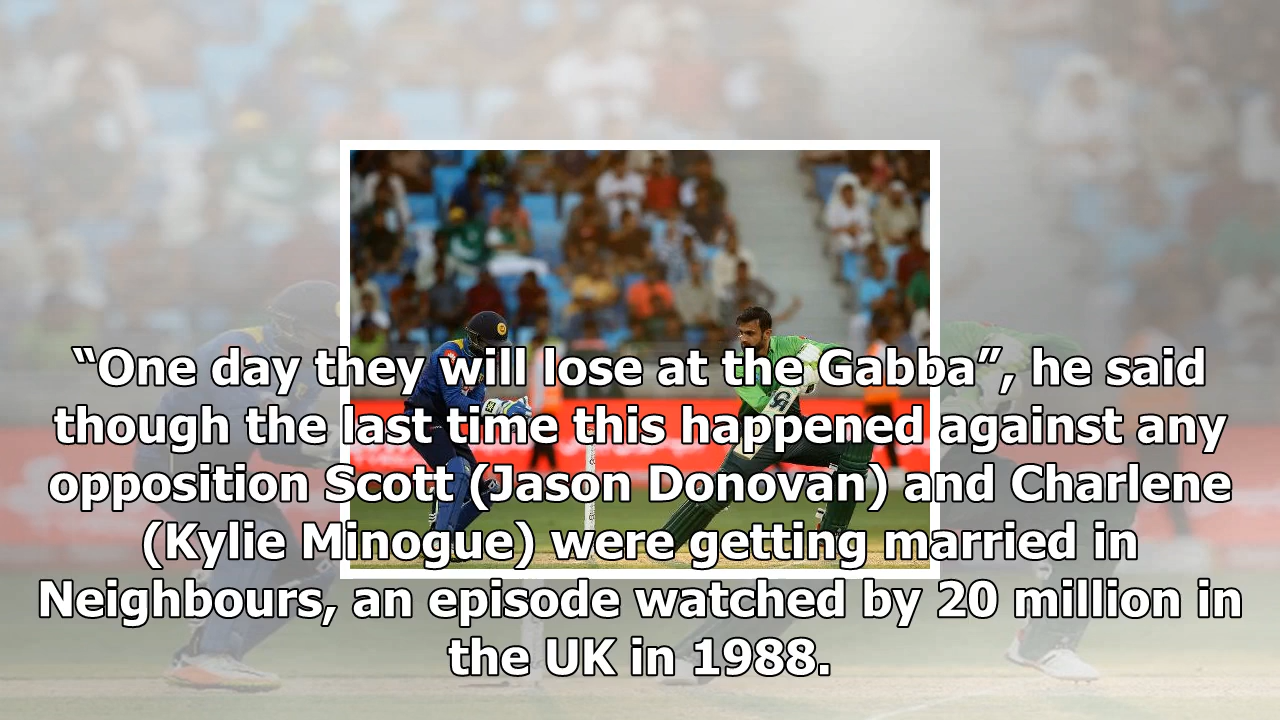 “One day they will lose at the Gabba”, he said
though the last time this happened against any
opposition Scott (Jason Donovan) and Charlene
(Kylie Minogue) were getting married in
Neighbours, an episode watched by 20 million in
the UK in 1988.